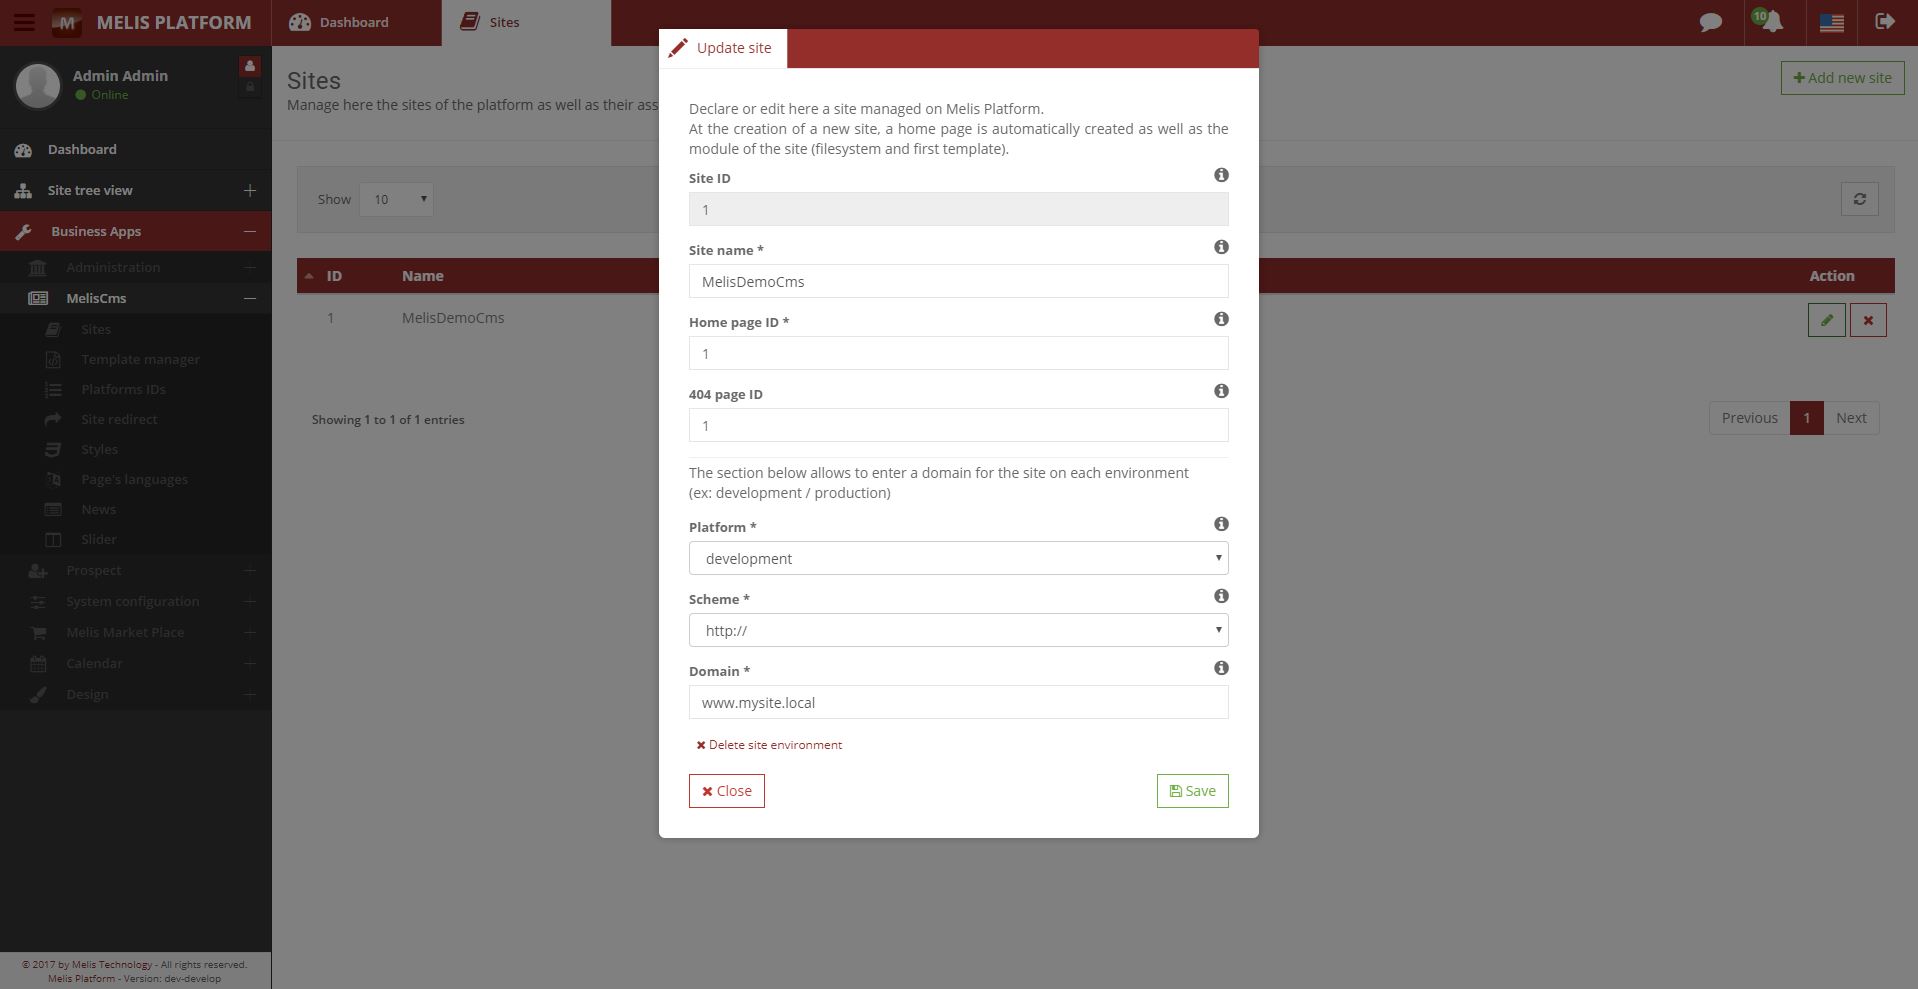 MELIS PLATFORM
Dashboard
Sites
10
Admin Admin
Online
Dashboard
Site tree view
Business Apps
Administration
MelisCms
Sites
Template manager
Platforms IDs
Site redirect
Styles
Page's languages
News
Slider
Prospect
System configuration
Melis Market Place
Calendar
Design
© 2017 by Melis Technology - All rights reserved.
Melis Platform - Version: dev-develop
Sites
Manage here the sites of the platform as well as their ass
Add new site
Show 10
ID Name Action
1 MelisDemoCms
Showing 1 to 1 of 1 entries
Previous 1 Next
Update site
Declare or edit here a site managed on Melis Platform.
At the creation of a new site, a home page is automatically created as well as the
module of the site (filesystem and first template).
Site ID
1
Site name *
MelisDemoCms
Home page ID *
1
404 page ID
1
The section below allows to enter a domain for the site on each environment
(ex: development / production)
Platform *
development
Scheme *
http://
Domain *
www.mysite.local
Delete site environment
Close
Save